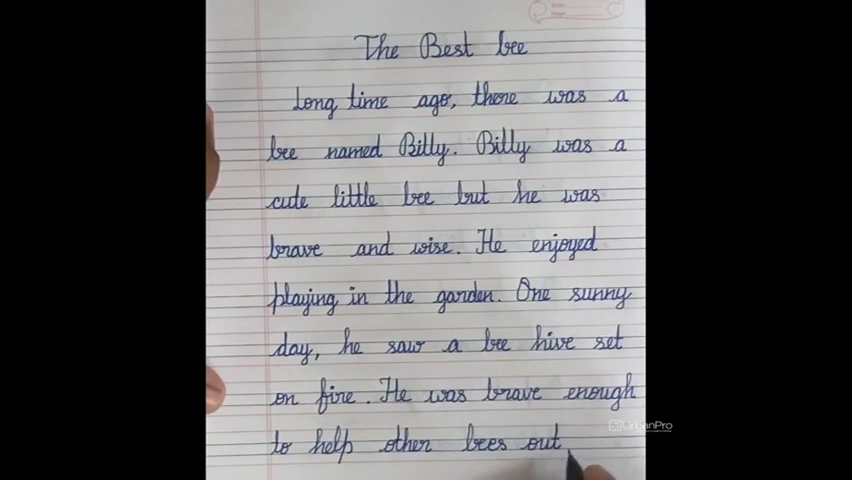 The Best bee
Long time ago, there was a
bee named Billy. Billy was a
cute little bee but he was
brave and wise. He enjoyed
playing in the garden. One sunny
day, he saw a bee hive set
on fire. He was brave enough
UrbanPro
to help other bees out